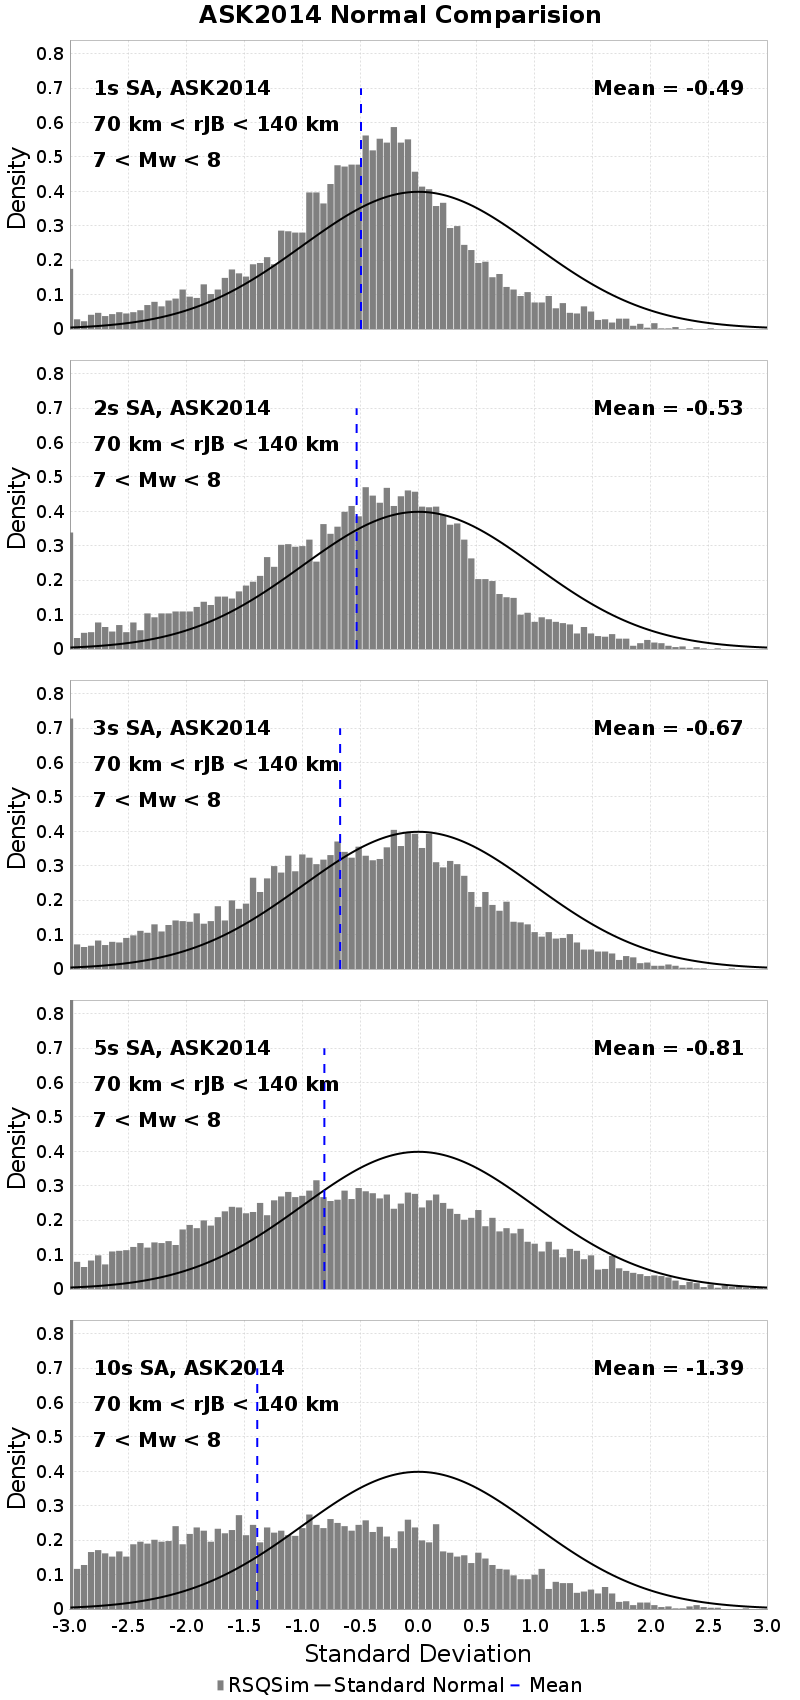 ASK2014 Normal Comparision
0.8
1s SA, ASK2014
Mean = -0.49
0.7
70 km < rJB < 140 km
0.6
7 < Mw < 8
0.5
0.4
0.3
0.2
0.1
0
Density
0.8
2s SA, ASK2014
Mean = -0.53
0.7
70 km < rJB < 140 km
0.6
7 < Mw < 8
0.5
0.4
0.3
0.2
0.1
0
Density
0.8
3s SA, ASK2014
Mean = -0.67
0.7
70 km < rJB < 140 km
0.6
7 < Mw < 8
0.5
0.4
0.3
0.2
0.1
0
Density
0.8
5s SA, ASK2014
Mean = -0.81
0.7
70 km < rJB < 140 km
0.6
7 < Mw < 8
0.5
0.4
0.3
0.2
0.1
0
Density
0.8
10s SA, ASK2014
Mean = -1.39
0.7
70 km < rJB < 140 km
0.6
7 < Mw < 8
0.5
0.4
0.3
0.2
0.1
0
Density
-3.0 -2.5 -2.0 -1.5 -1.0 -0.5 0.0 0.5 1.0 1.5 2.0 2.5 3.0
Standard Deviation
RSQSim Standard Normal Mean